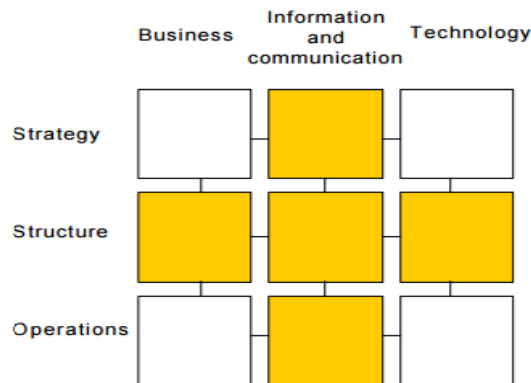 Business
Information
and
communication
Technology
Strategy
Structure
Operations